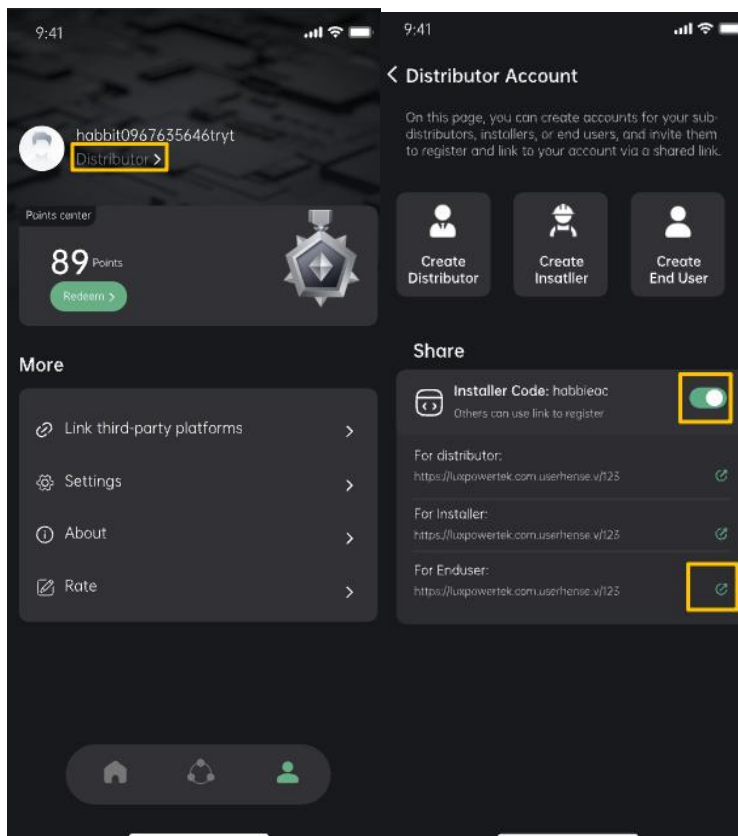 9:41
habbit0967635646tryt
Distributor >
Points center
89 Points
Redeem >
More
Link third-party platforms
Settings
About
Rate
9:41
Distributor Account
On this page, you can create accounts for your sub-
distributors, installers, or end users, and invite them
to register and link to your account via a shared link.
Create
Distributor
Create
Insatller
Create
End User
Share
Installer Code: habbieac
Others can use link to register
For distributor:
https://luxpowertek.com.userhense.v/123
For Installer:
https://luxpowertek.com.userhense.v/123
For Enduser:
https://luxpowertek.com.userhense.v/123